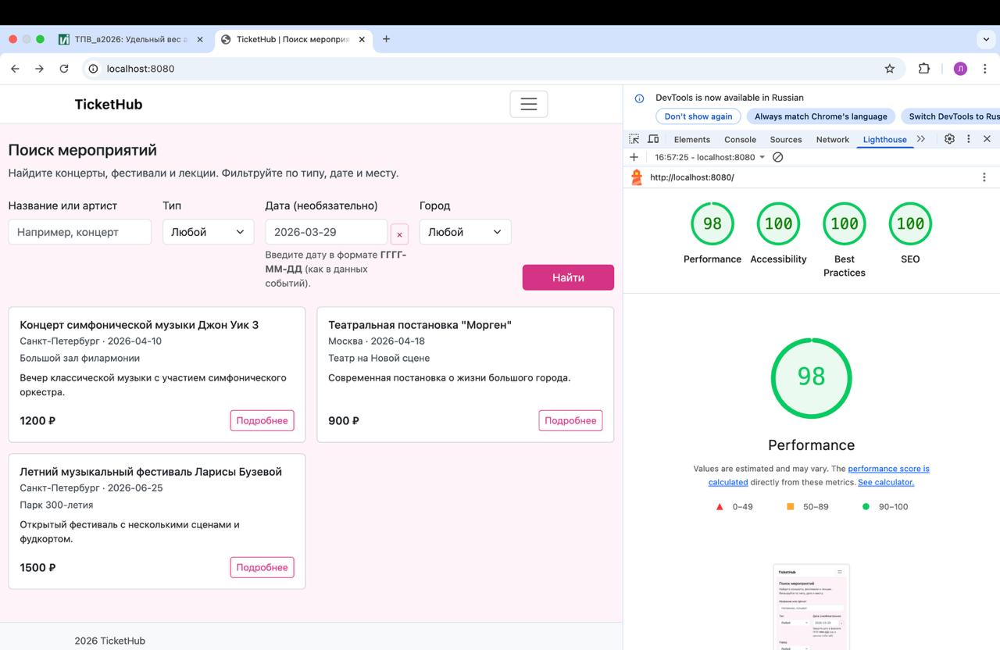 ТПВ_в2026: Удельный вес
TicketHub | Поиск мероприя
localhost:8080
Л
TicketHub
Поиск мероприятий
Найдите концерты, фестивали и лекции. Фильтруйте по типу, дате и месту.
Название или артист
Тип
Дата (необязательно)
Город
Например, концерт
Любой
2026-03-29
×
Любой
Введите дату в формате ГГГГ-
ММ-ДД (как в данных
событий).
Найти
Концерт симфонической музыки Джон Уик 3
Санкт-Петербург · 2026-04-10
Большой зал филармонии
Вечер классической музыки с участием симфонического
оркестра.
1200 ₽
Подробнее
Театральная постановка "Морген"
Москва · 2026-04-18
Театр на Новой сцене
Современная постановка о жизни большого города.
900 ₽
Подробнее
Летний музыкальный фестиваль Ларисы Бузевой
Санкт-Петербург · 2026-06-25
Парк 300-летия
Открытый фестиваль с несколькими сценами и
фудкортом.
1500 ₽
Подробнее
2026 TicketHub
DevTools is now available in Russian
Don't show again
Always match Chrome's language
Switch DevTools to Rus
Elements
Console
Sources
Network
Lighthouse
16:57:25 - localhost:8080
http://localhost:8080/
98
100
100
100
Performance
Accessibility
Best
Practices
SEO
98
Performance
Values are estimated and may vary. The performance score is
calculated directly from these metrics. See calculator.
0–49
50–89
90–100
TicketHub
Поиск мероприятий